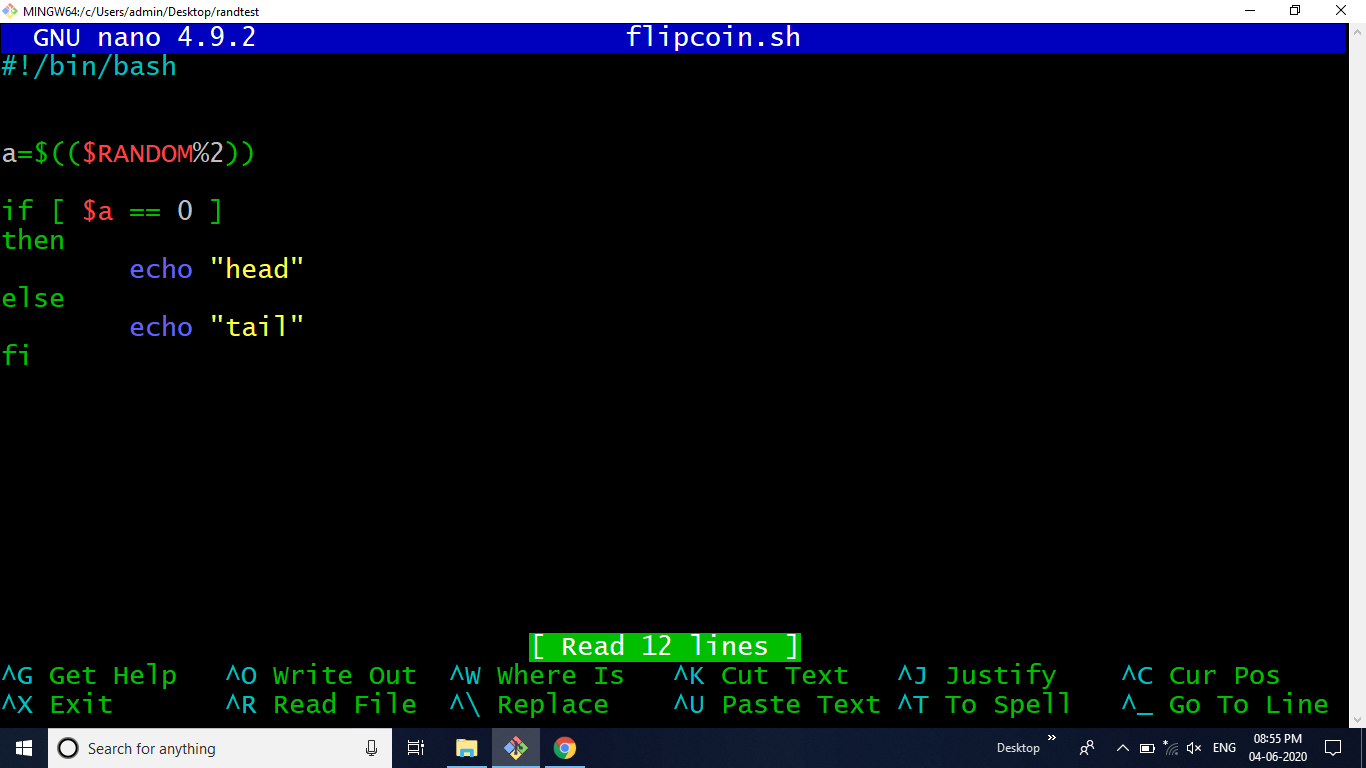 MINGW64:/c/Users/admin/Desktop/randtest
GNU nano 4.9.2 flipcoin.sh
#!/bin/bash
a=$(($RANDOM%2))
if [ $a == 0 ]
then
echo "head"
else
echo "tail"
fi
[ Read 12 lines ]
^G Get Help ^O Write Out ^W Where Is ^K Cut Text ^J Justify ^C Cur Pos
^X Exit ^R Read File ^\ Replace ^U Paste Text ^T To Spell ^_ Go To Line
Search for anything Desktop » ENG 08:55 PM
04-06-2020